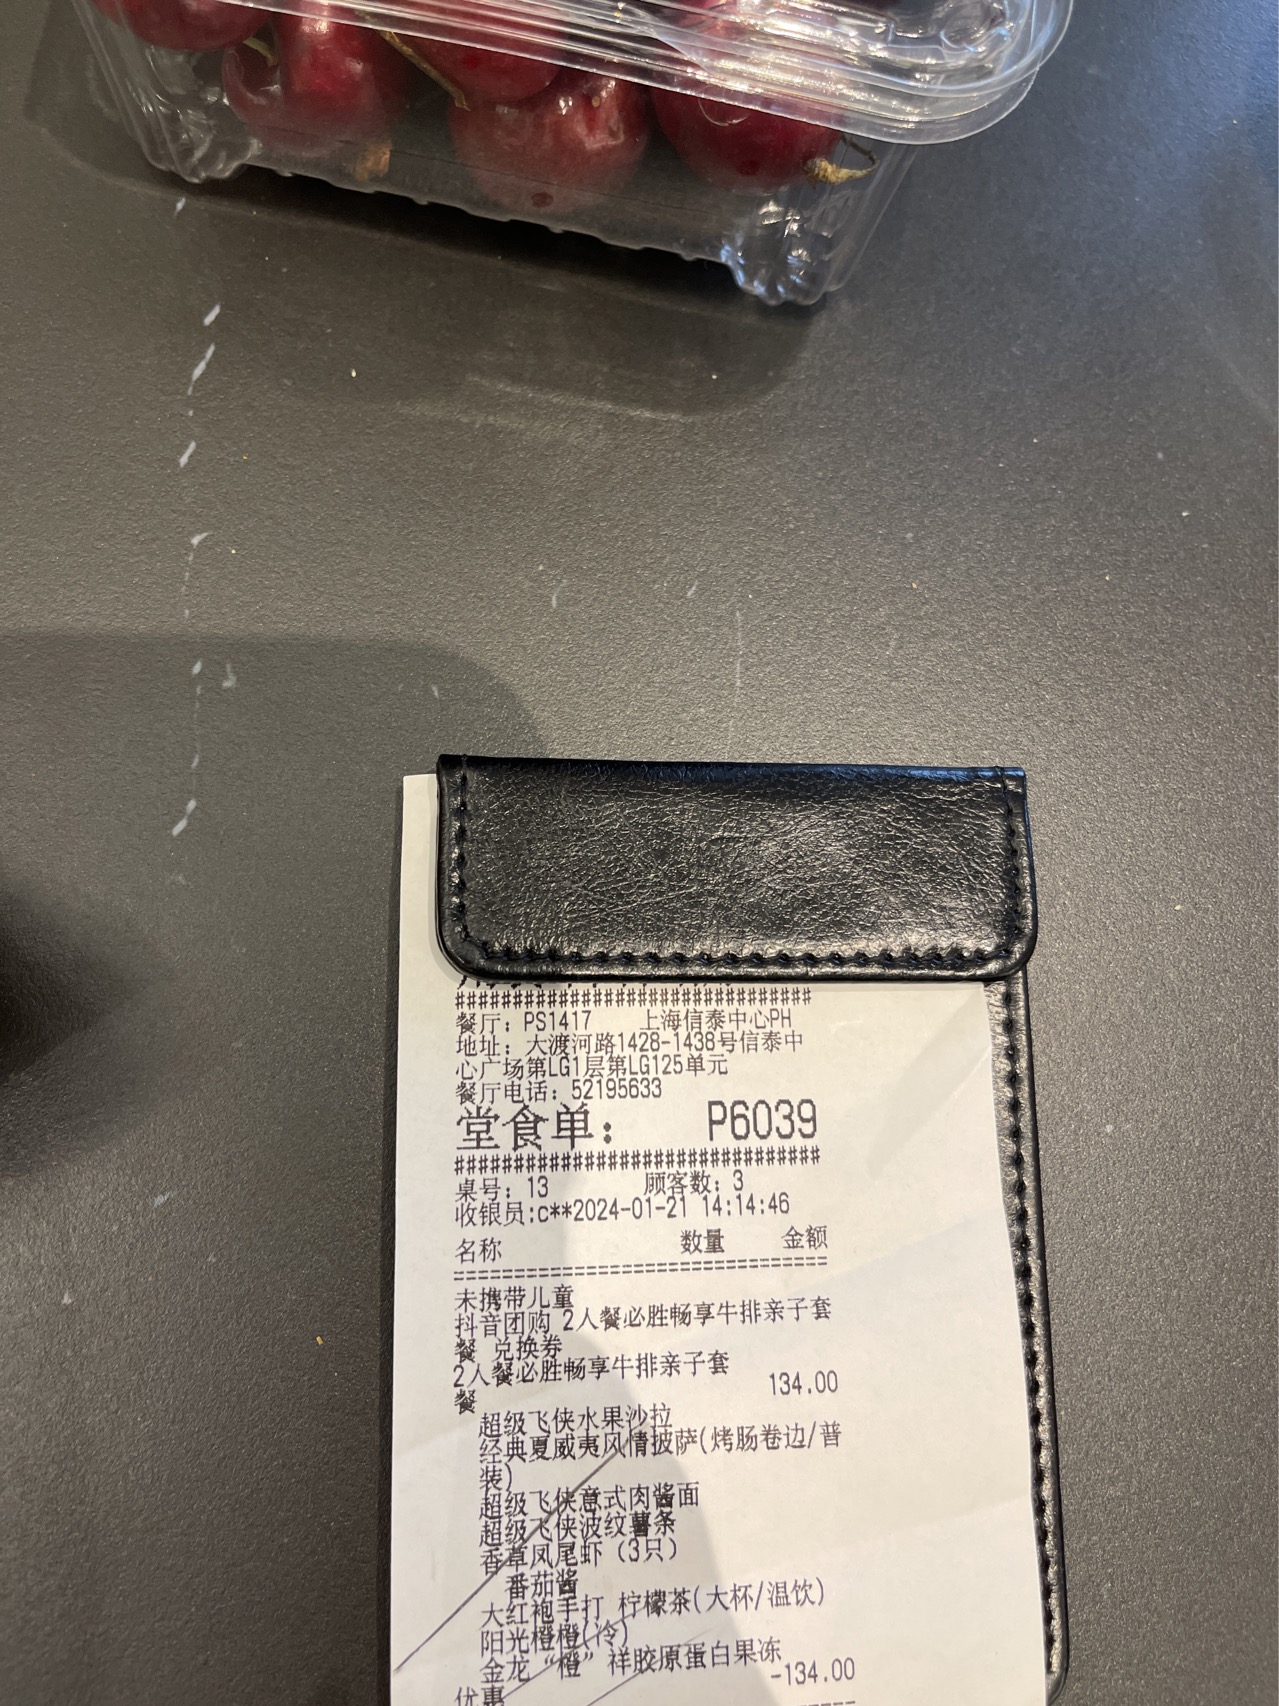 ##############################
餐厅: PS1417 上海信泰中心PH
地址: 大渡河路1428-1438号信泰中
心广场第LG1层第LG125单元
餐厅电话: 52195633
堂食单: P6039
##############################
桌号: 13 顾客数: 3
收银员:c**2024-01-21 14:14:46
名称 数量 金额
==============================
未携带儿童
抖音团购 2人餐必胜畅享牛排亲子套
餐 兑换券
2人餐必胜畅享牛排亲子套
餐 134.00
超级飞侠水果沙拉
经典夏威夷风情披萨(烤肠卷边/普
装)
超级飞侠意式肉酱面
超级飞侠波纹薯条
香草凤尾虾 (3只)
番茄酱
大红袍手打 柠檬茶(大杯/温饮)
阳光橙橙(冷)
金龙 “橙” 祥胶原蛋白果冻
优惠 -134.00